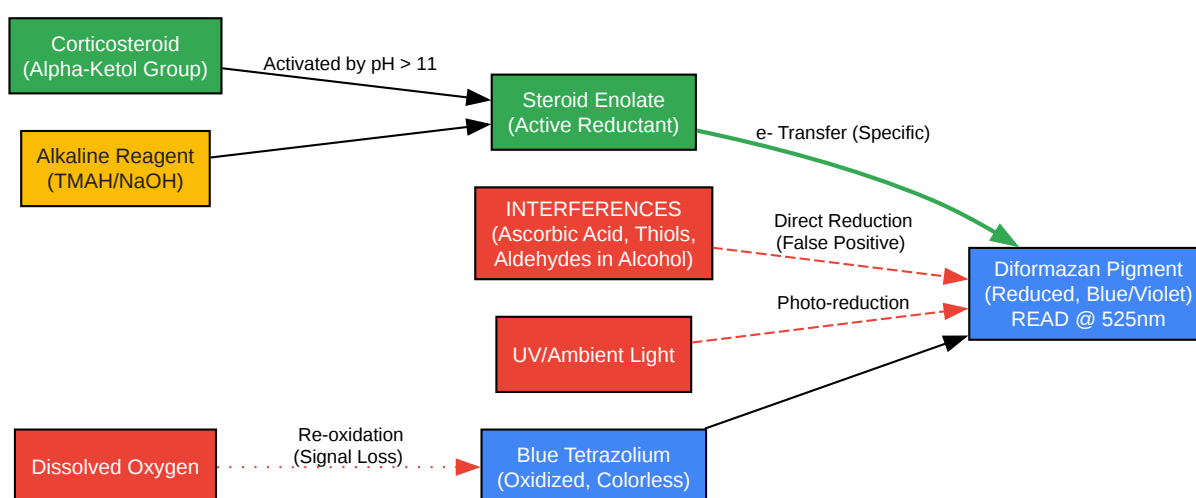 Corticosteroid
(Alpha-Ketol Group)
Activated by pH > 11
Alkaline Reagent
(TMAH/NaOH)
Steroid Enolate
(Active Reductant)
e- Transfer (Specific)
INTERFERENCES
(Ascorbic Acid, Thiols,
Aldehydes in Alcohol)
Direct Reduction
(False Positive)
UV/Ambient Light
Photo-reduction
Diformazan Pigment
(Reduced, Blue/Violet)
READ @ 525nm
Dissolved Oxygen
Re-oxidation
(Signal Loss)
Blue Tetrazolium
(Oxidized, Colorless)